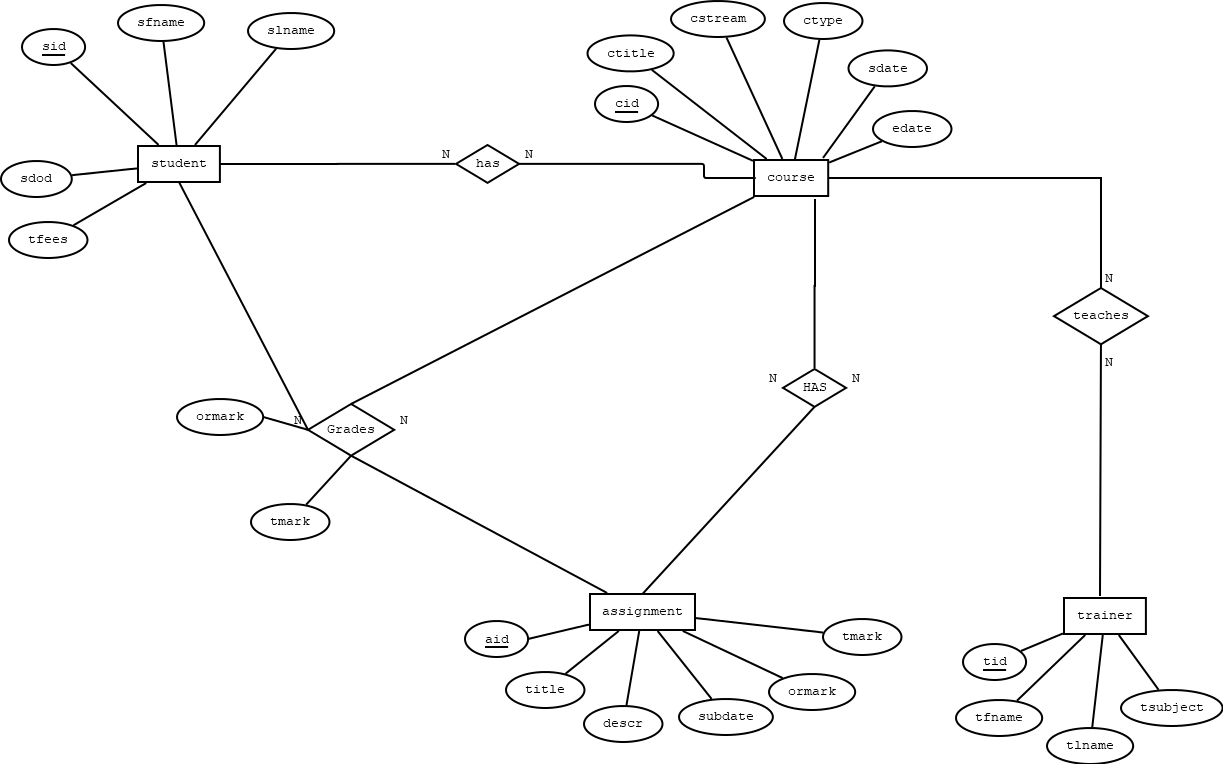 sid
sfname
slname
cstream
ctype
ctitle
sdate
cid
edate
student
N
has
N
course
sdod
tfees
N
teaches
N
N
HAS
N
ormark
N
Grades
N
tmark
assignment
trainer
aid
tmark
title
ormark
descr
subdate
tid
tfname
tlname
tsubject